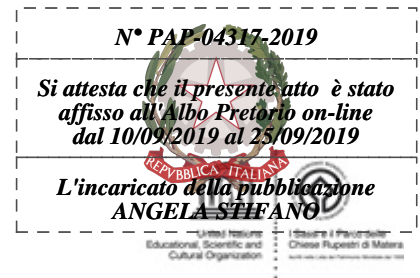 N° PAP-04317-2019
Si attesta che il presente atto è stato
affisso all'Albo Pretorio on-line
dal 10/09/2019 al 25/09/2019
REPVBBLICA ITALIANA
L'incaricato della pubblicazione
ANGELA STIFANO
United Nations
Educational, Scientific and
Cultural Organization
I Sassi e il Parco delle
Chiese Rupestri di Matera